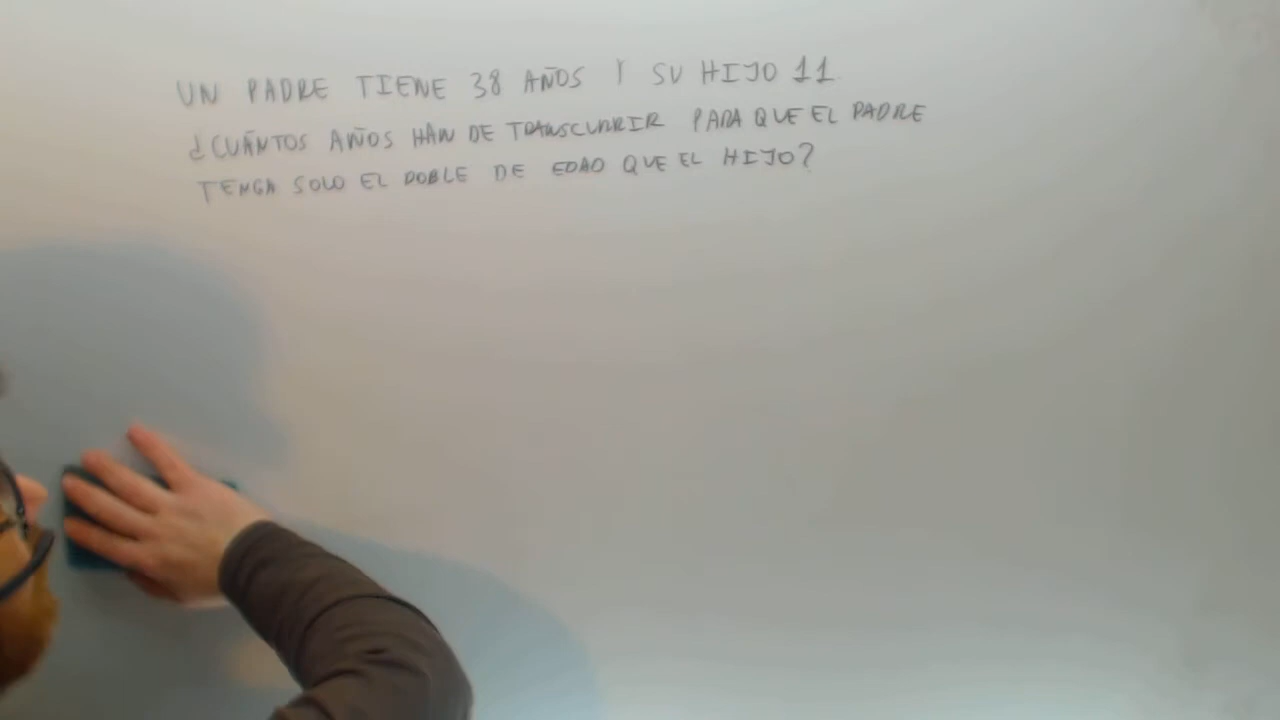 UN PADRE TIENE 38 AÑOS Y SU HIJO 11
¿CUÁNTOS AÑOS HAN DE TRANSCURRIR PARA QUE EL PADRE
TENGA SOLO EL DOBLE DE EDAD QUE EL HIJO?